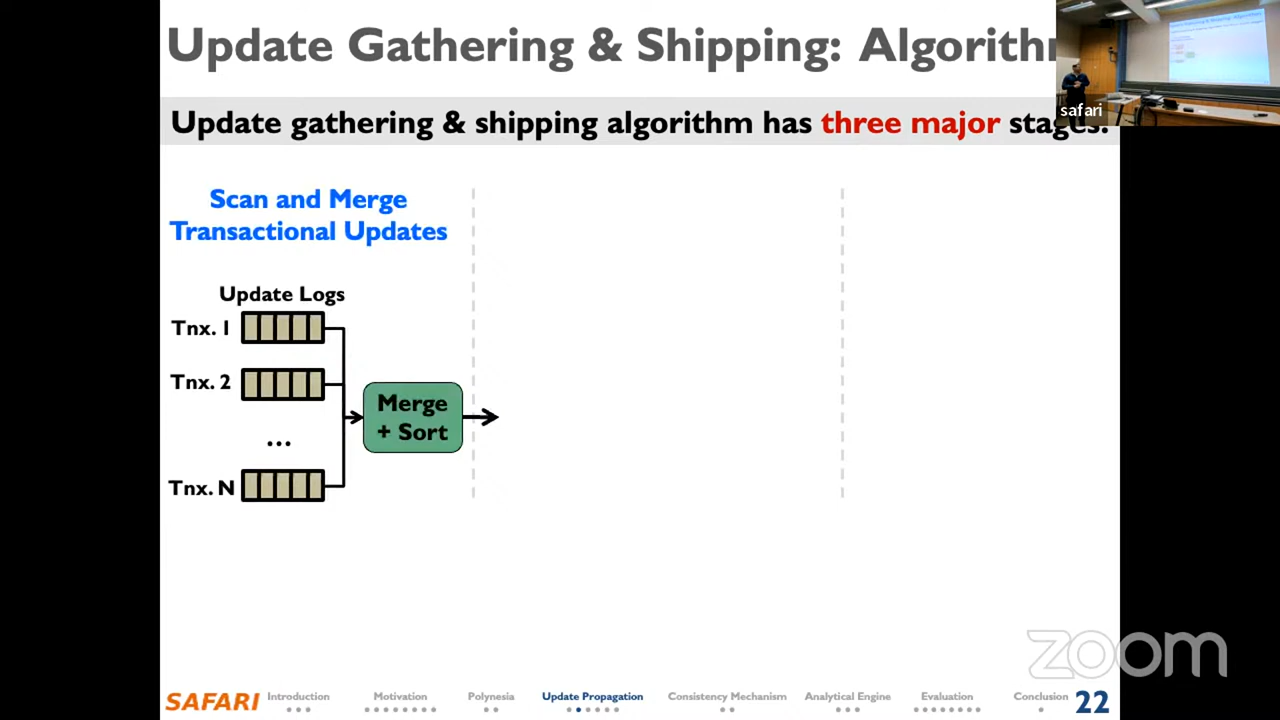 Update Gathering & Shipping: Algorithm
Update gathering & shipping algorithm has three major stages:
safari
Scan and Merge
Transactional Updates
Update Logs
Tnx. 1
Tnx. 2
...
Tnx. N
Merge
+ Sort
zoom
SAFARI
Introduction
Motivation
Polynesia
Update Propagation
Consistency Mechanism
Analytical Engine
Evaluation
Conclusion
22